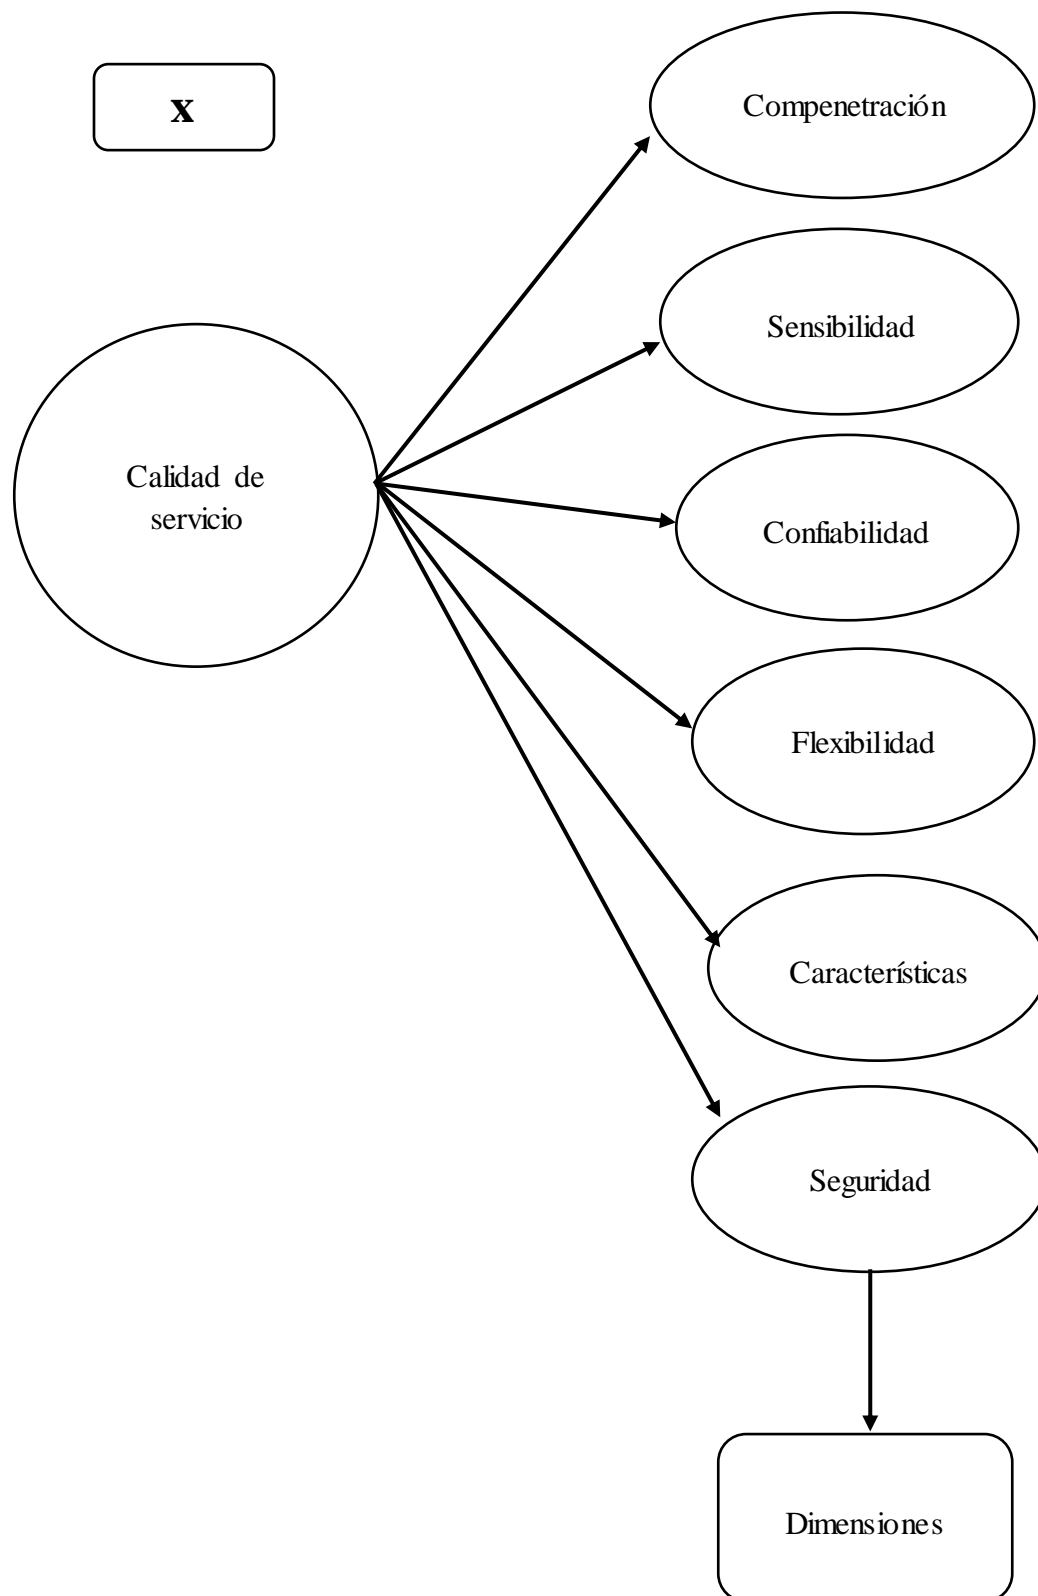 x
Compenetración
Sensibilidad
Calidad de
servicio
Confiabilidad
Flexibilidad
Características
Seguridad
Dimensiones